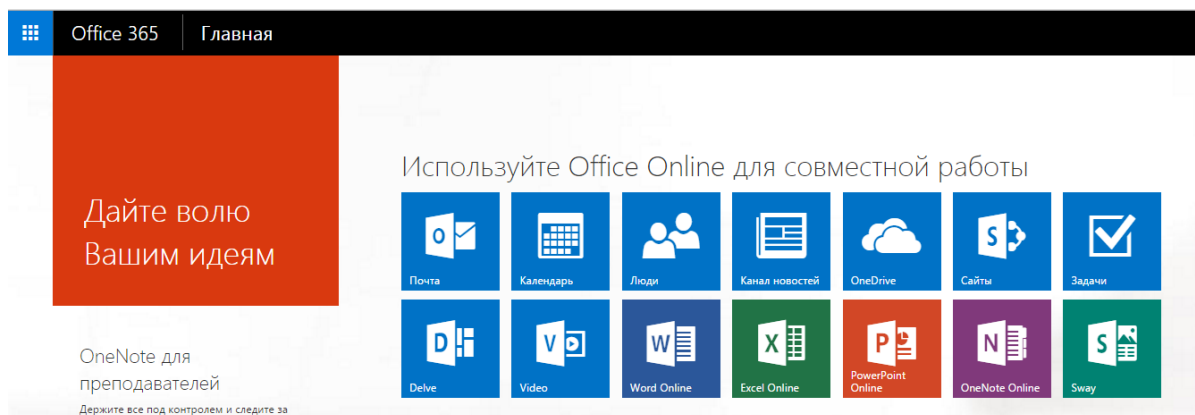 Office 365 Главная
Дайте волю
Вашим идеям
OneNote для
преподавателей
Держите все под контролем и следите за
Используйте Office Online для совместной работы
Почта Календарь Люди Канал новостей OneDrive Сайты Задачи
Delve Video Word Online Excel Online PowerPoint
Online OneNote Online Sway